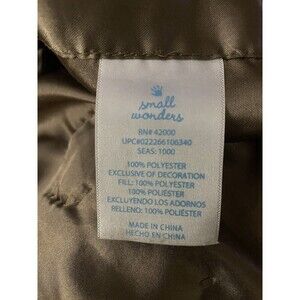 small
wonders
RN# 42000
UPC#022266106340
SEAS: 1000
100% POLYESTER
EXCLUSIVE OF DECORATION
FILL: 100% POLYESTER
100% POLIÉSTER
EXCLUYENDO LOS ADORNOS
RELLENO: 100% POLIÉSTER
MADE IN CHINA
HECHO EN CHINA